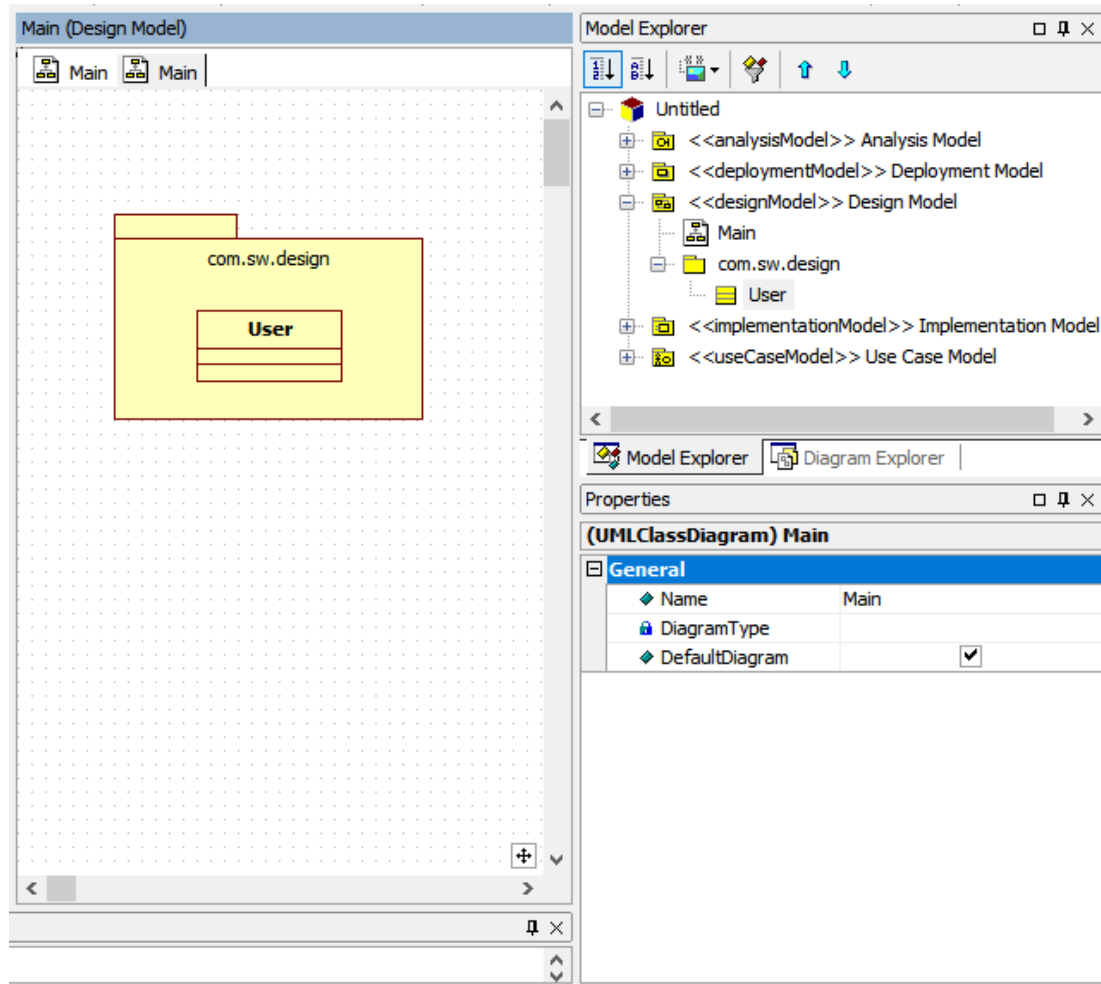 Main (Design Model)
Main Main
com.sw.design
User
Model Explorer
Untitled
<<analysisModel>> Analysis Model
<<deploymentModel>> Deployment Model
<<designModel>> Design Model
Main
com.sw.design
User
<<implementationModel>> Implementation Model
<<useCaseModel>> Use Case Model
Model Explorer Diagram Explorer
Properties
(UMLClassDiagram) Main
General
Name Main
DiagramType
DefaultDiagram